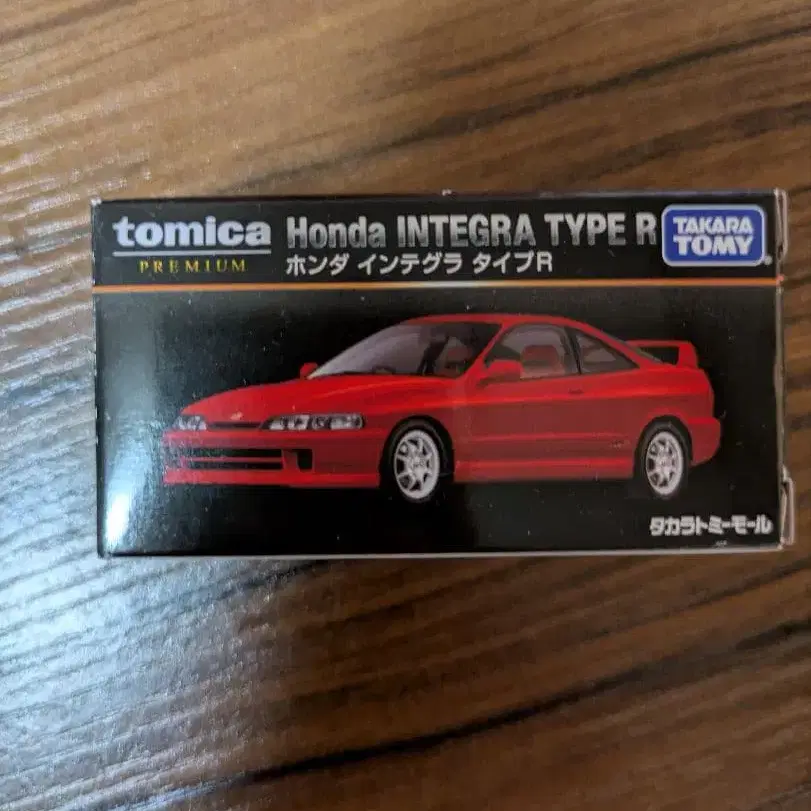 tomica
PREMIUM
Honda INTEGRA TYPE R
ホンダ インテグラ タイプR
TAKARA
TOMY
タカラトミーモール